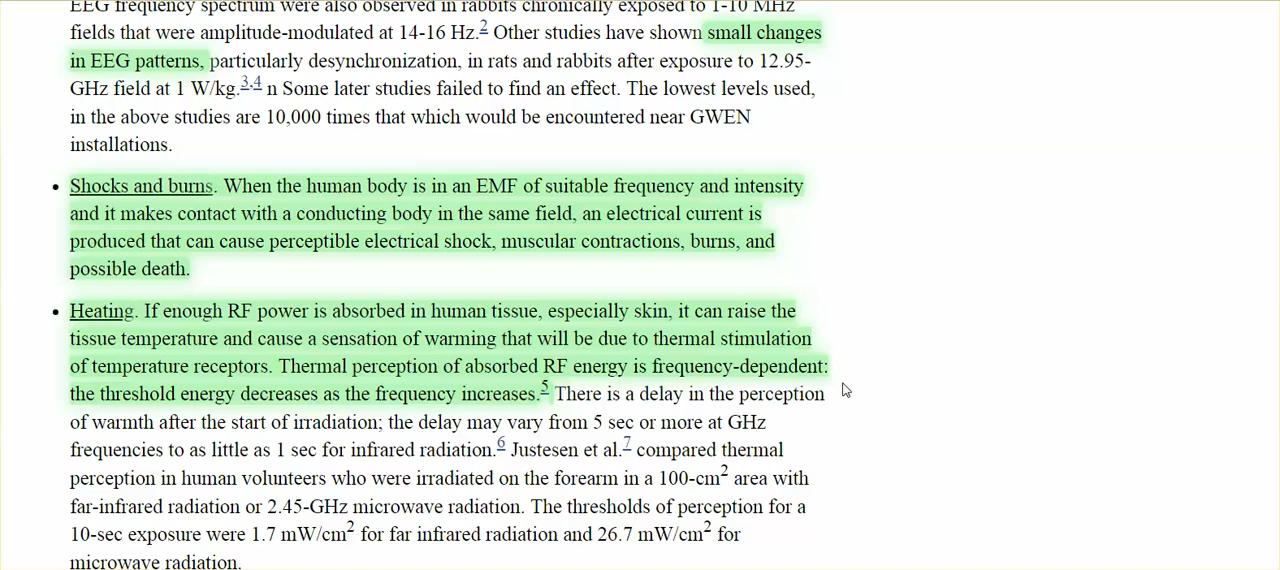 EEG frequency spectrum were also observed in rabbits chronically exposed to 1-10 MHz
fields that were amplitude-modulated at 14-16 Hz.2 Other studies have shown small changes
in EEG patterns, particularly desynchronization, in rats and rabbits after exposure to 12.95-
GHz field at 1 W/kg.3,4 n Some later studies failed to find an effect. The lowest levels used,
in the above studies are 10,000 times that which would be encountered near GWEN
installations.
• Shocks and burns. When the human body is in an EMF of suitable frequency and intensity
and it makes contact with a conducting body in the same field, an electrical current is
produced that can cause perceptible electrical shock, muscular contractions, burns, and
possible death.
• Heating. If enough RF power is absorbed in human tissue, especially skin, it can raise the
tissue temperature and cause a sensation of warming that will be due to thermal stimulation
of temperature receptors. Thermal perception of absorbed RF energy is frequency-dependent:
the threshold energy decreases as the frequency increases.5 There is a delay in the perception
of warmth after the start of irradiation; the delay may vary from 5 sec or more at GHz
frequencies to as little as 1 sec for infrared radiation.6 Justesen et al.7 compared thermal
perception in human volunteers who were irradiated on the forearm in a 100-cm2 area with
far-infrared radiation or 2.45-GHz microwave radiation. The thresholds of perception for a
10-sec exposure were 1.7 mW/cm2 for far infrared radiation and 26.7 mW/cm2 for
microwave radiation.